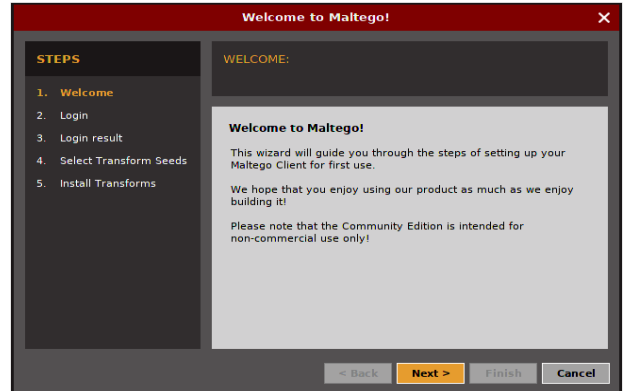 Welcome to Maltego!
STEPS
1. Welcome
2. Login
3. Login result
4. Select Transform Seeds
5. Install Transforms
WELCOME:
Welcome to Maltego!
This wizard will guide you through the steps of setting up your
Maltego Client for first use.
We hope that you enjoy using our product as much as we enjoy
building it!
Please note that the Community Edition is intended for
non-commercial use only!
< Back Next > Finish Cancel